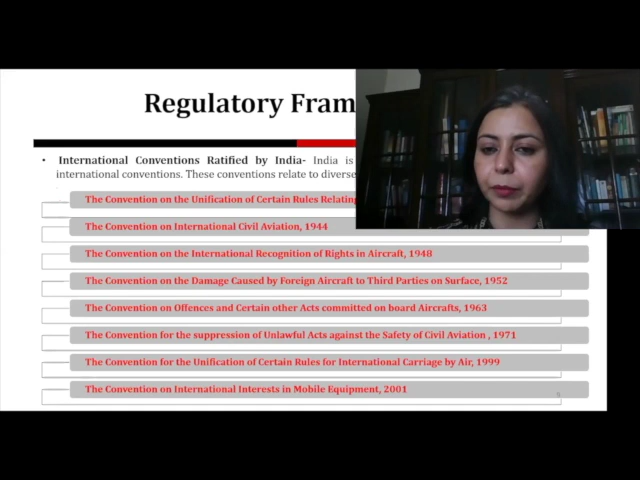 Regulatory Fram
• International Conventions Ratified by India- India is
international conventions. These conventions relate to diverse
The Convention on the Unification of Certain Rules Relating
The Convention on International Civil Aviation, 1944
The Convention on the International Recognition of Rights in Aircraft, 1948
The Convention on the Damage Caused by Foreign Aircraft to Third Parties on Surface, 1952
The Convention on Offences and Certain other Acts committed on board Aircrafts, 1963
The Convention for the suppression of Unlawful Acts against the Safety of Civil Aviation , 1971
The Convention for the Unification of Certain Rules for International Carriage by Air, 1999
The Convention on International Interests in Mobile Equipment, 2001